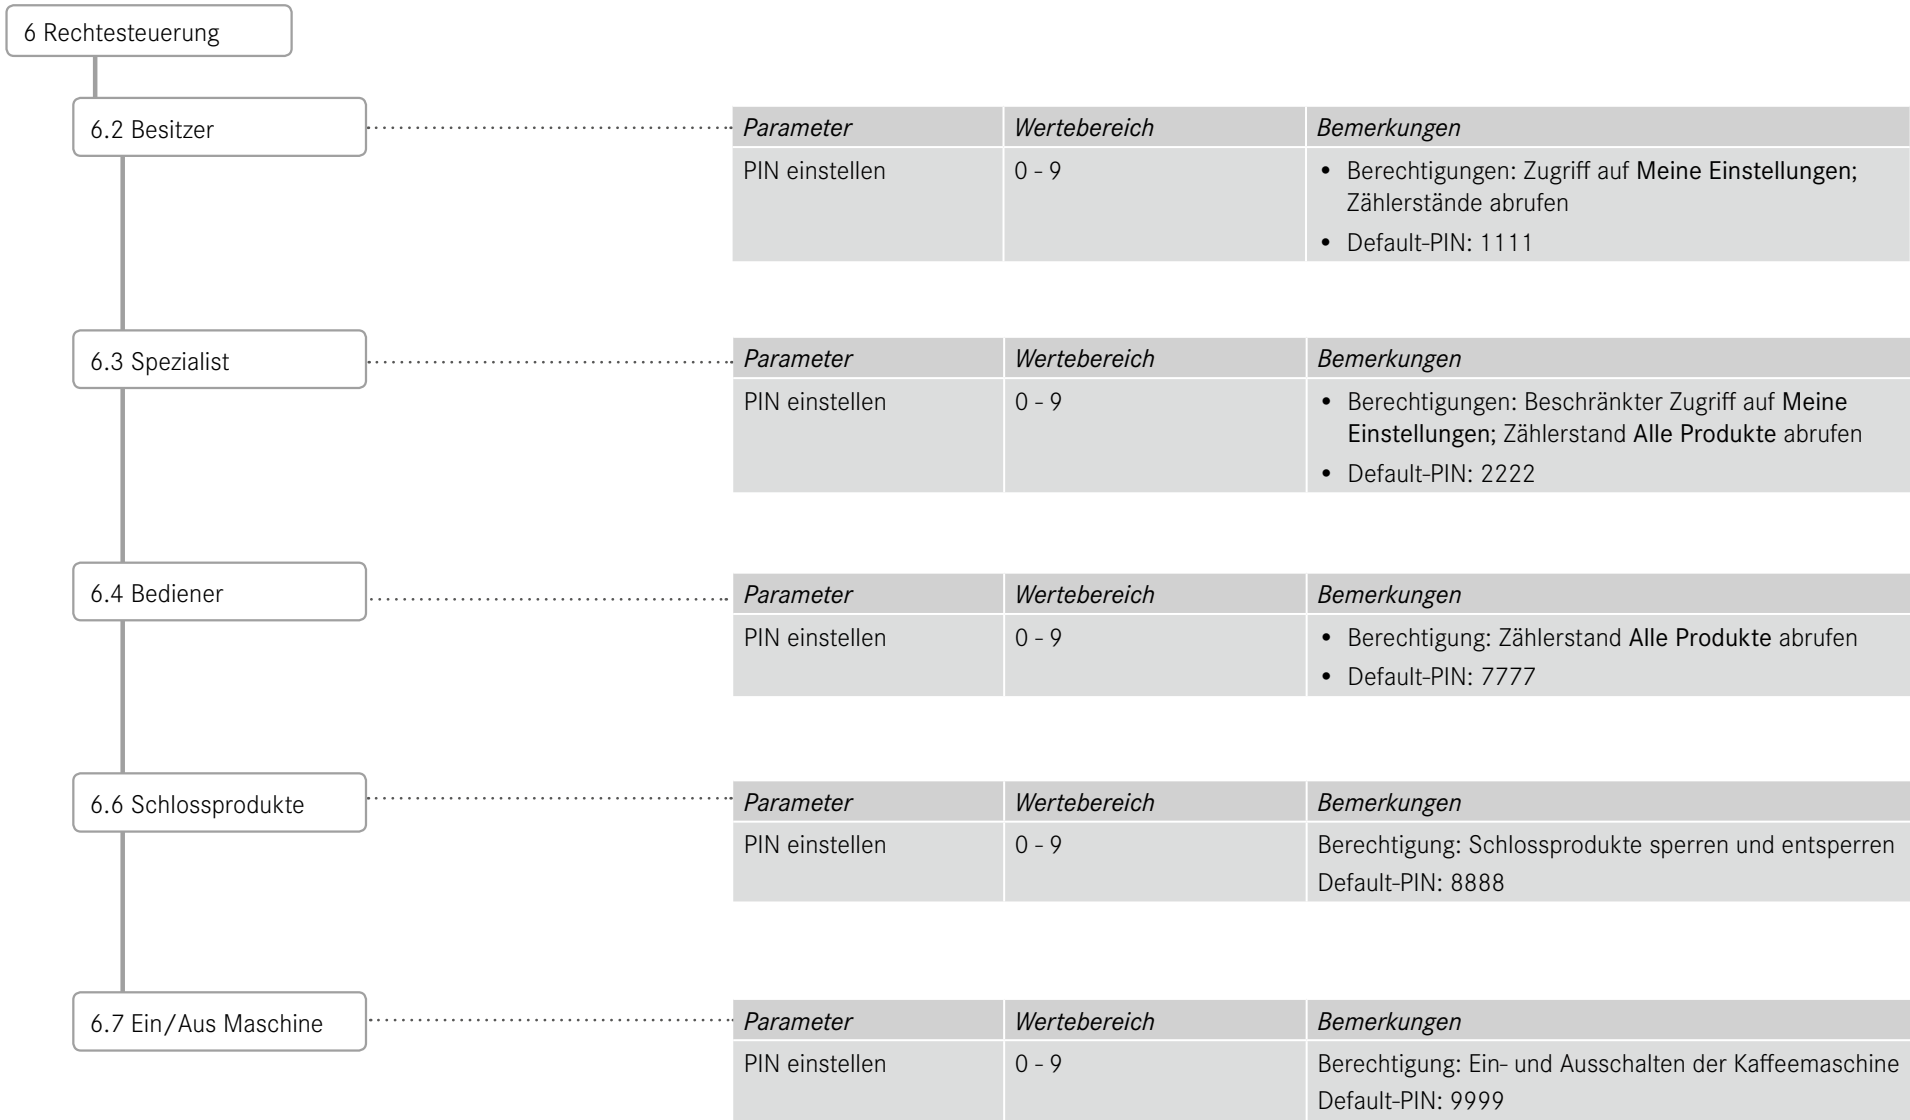 6 Rechtesteuerung
6.2 Besitzer
Parameter Wertebereich Bemerkungen
PIN einstellen 0 - 9 • Berechtigungen: Zugriff auf Meine Einstellungen;
Zählerstände abrufen
• Default-PIN: 1111
6.3 Spezialist
Parameter Wertebereich Bemerkungen
PIN einstellen 0 - 9 • Berechtigungen: Beschränkter Zugriff auf Meine
Einstellungen; Zählerstand Alle Produkte abrufen
• Default-PIN: 2222
6.4 Bediener
Parameter Wertebereich Bemerkungen
PIN einstellen 0 - 9 • Berechtigung: Zählerstand Alle Produkte abrufen
• Default-PIN: 7777
6.6 Schlossprodukte
Parameter Wertebereich Bemerkungen
PIN einstellen 0 - 9 Berechtigung: Schlossprodukte sperren und entsperren
Default-PIN: 8888
6.7 Ein/Aus Maschine
Parameter Wertebereich Bemerkungen
PIN einstellen 0 - 9 Berechtigung: Ein- und Ausschalten der Kaffeemaschine
Default-PIN: 9999